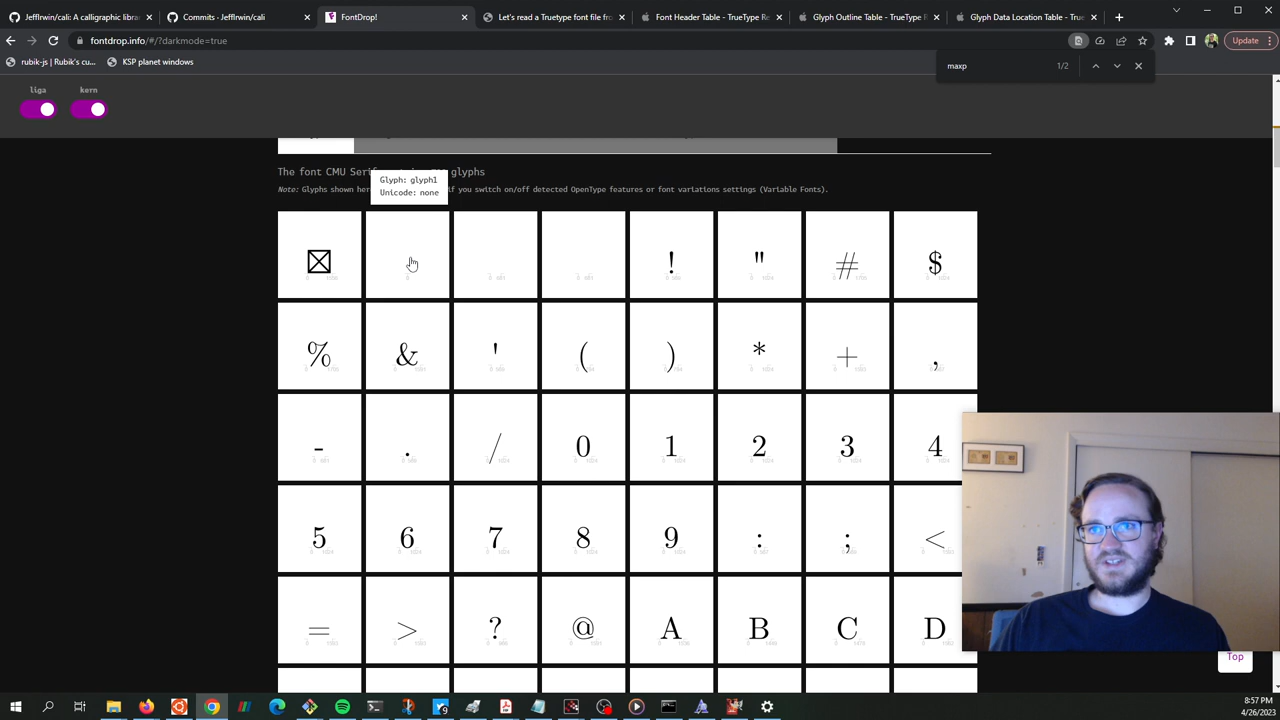 Jefflrwin/cali: A calligraphic libra
Commits · Jefflrwin/cali
FontDrop!
Let's read a Truetype font file fro
Font Header Table - TrueType Re
Glyph Outline Table - TrueType R
Glyph Data Location Table - True
fontdrop.info/#/?darkmode=true
Update
rubik-js | Rubik's cu...
KSP planet windows
maxp
1/2
liga
kern
The font CMU Serif
glyphs
Glyph: glyph1
Unicode: none
Note: Glyphs shown her
if you switch on/off detected OpenType features or font variations settings (Variable Fonts).
! " # $
% & ' ( ) * + ,
- . / 0 1 2 3 4
5 6 7 8 9 : ; <
= > ? @ A B C D
Top
8:57 PM
4/26/2023